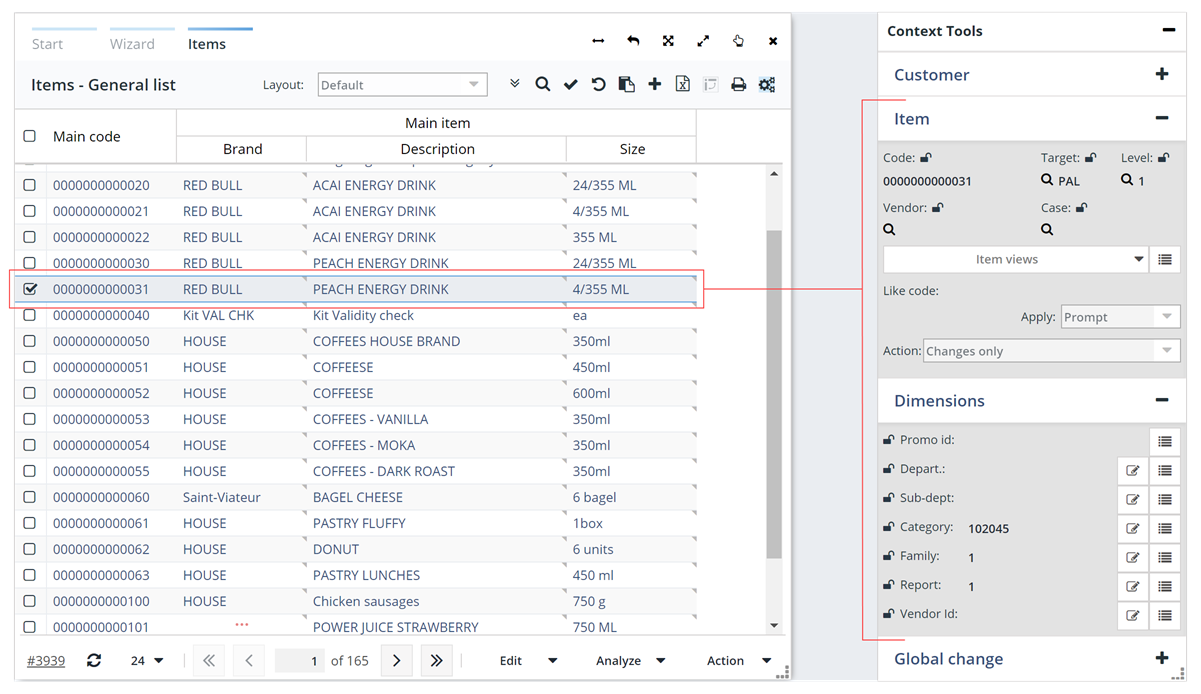 Start Wizard Items
Items - General list Layout: Default
Main code Main item
Brand Description Size
0000000000020 RED BULL ACAI ENERGY DRINK 24/355 ML
0000000000021 RED BULL ACAI ENERGY DRINK 4/355 ML
0000000000022 RED BULL ACAI ENERGY DRINK 355 ML
0000000000030 RED BULL PEACH ENERGY DRINK 24/355 ML
0000000000031 RED BULL PEACH ENERGY DRINK 4/355 ML
0000000000040 Kit VAL CHK Kit Validity check ea
0000000000050 HOUSE COFFEES HOUSE BRAND 350ml
0000000000051 HOUSE COFFEESE 450ml
0000000000052 HOUSE COFFEESE 600ml
0000000000053 HOUSE COFFEES - VANILLA 350ml
0000000000054 HOUSE COFFEES - MOKA 350ml
0000000000055 HOUSE COFFEES - DARK ROAST 350ml
0000000000060 Saint-Viateur BAGEL CHEESE 6 bagel
0000000000061 HOUSE PASTRY FLUFFY 1box
0000000000062 HOUSE DONUT 6 units
0000000000063 HOUSE PASTRY LUNCHES 450 ml
0000000000100 HOUSE Chicken sausages 750 g
0000000000101 *** POWER JUICE STRAWBERRY 750 ML
#3939 24 1 of 165 Edit Analyze Action
Context Tools
Customer
Item
Code: Target: Level:
0000000000031 PAL 1
Vendor: Case:
Item views
Like code:
Apply: Prompt
Action: Changes only
Dimensions
Promo id:
Depart.:
Sub-dept:
Category: 102045
Family: 1
Report: 1
Vendor Id:
Global change